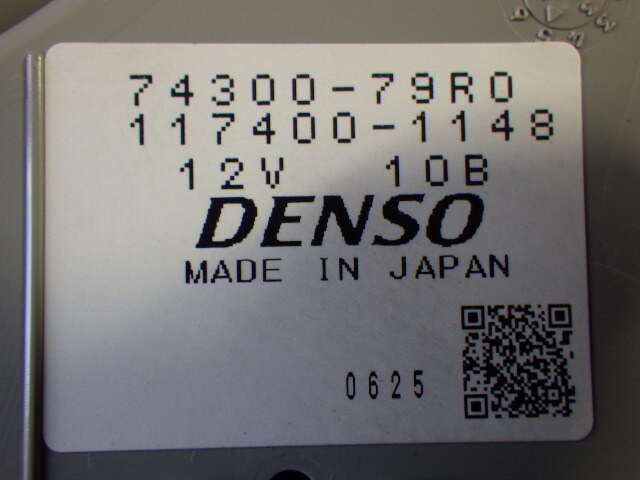 74300-79R0
117400-1148
12V 10B
DENSO
MADE IN JAPAN
0625